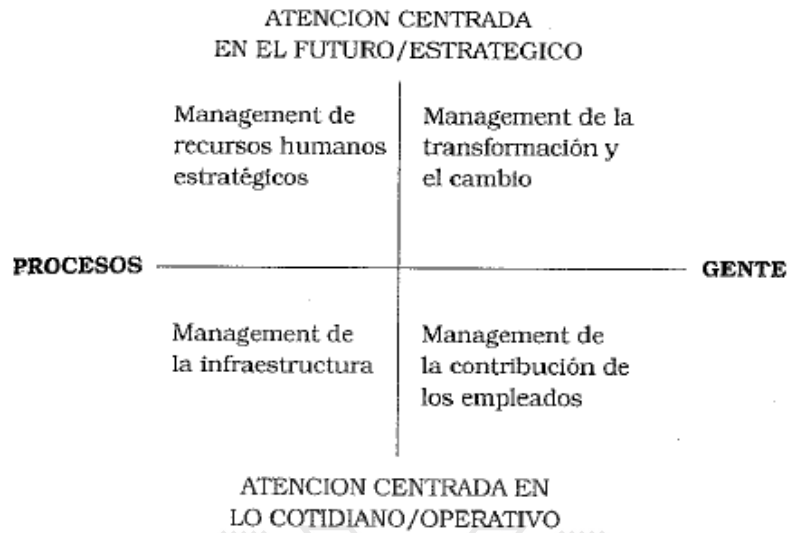 ATENCION CENTRADA
EN EL FUTURO/ESTRATEGICO
Management de
recursos humanos
estratégicos
Management de la
transformación y
el cambio
PROCESOS
GENTE
Management de
la infraestructura
Management de
la contribución de
los empleados
ATENCION CENTRADA EN
LO COTIDIANO/OPERATIVO